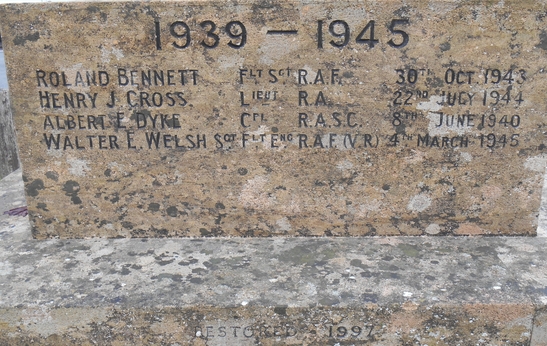 1939 — 1945
ROLAND BENNETT FLT SGT R.A.F. 30TH OCT 1943
HENRY J. CROSS LIEUT R.A. 22ND JULY 1944
ALBERT E. DYKE CPL R.A.S.C. 8TH JUNE 1940
WALTER E. WELSH SGT FLT ENG R.A.F. (V.R.) 4TH MARCH 1945
RESTORED - 1997